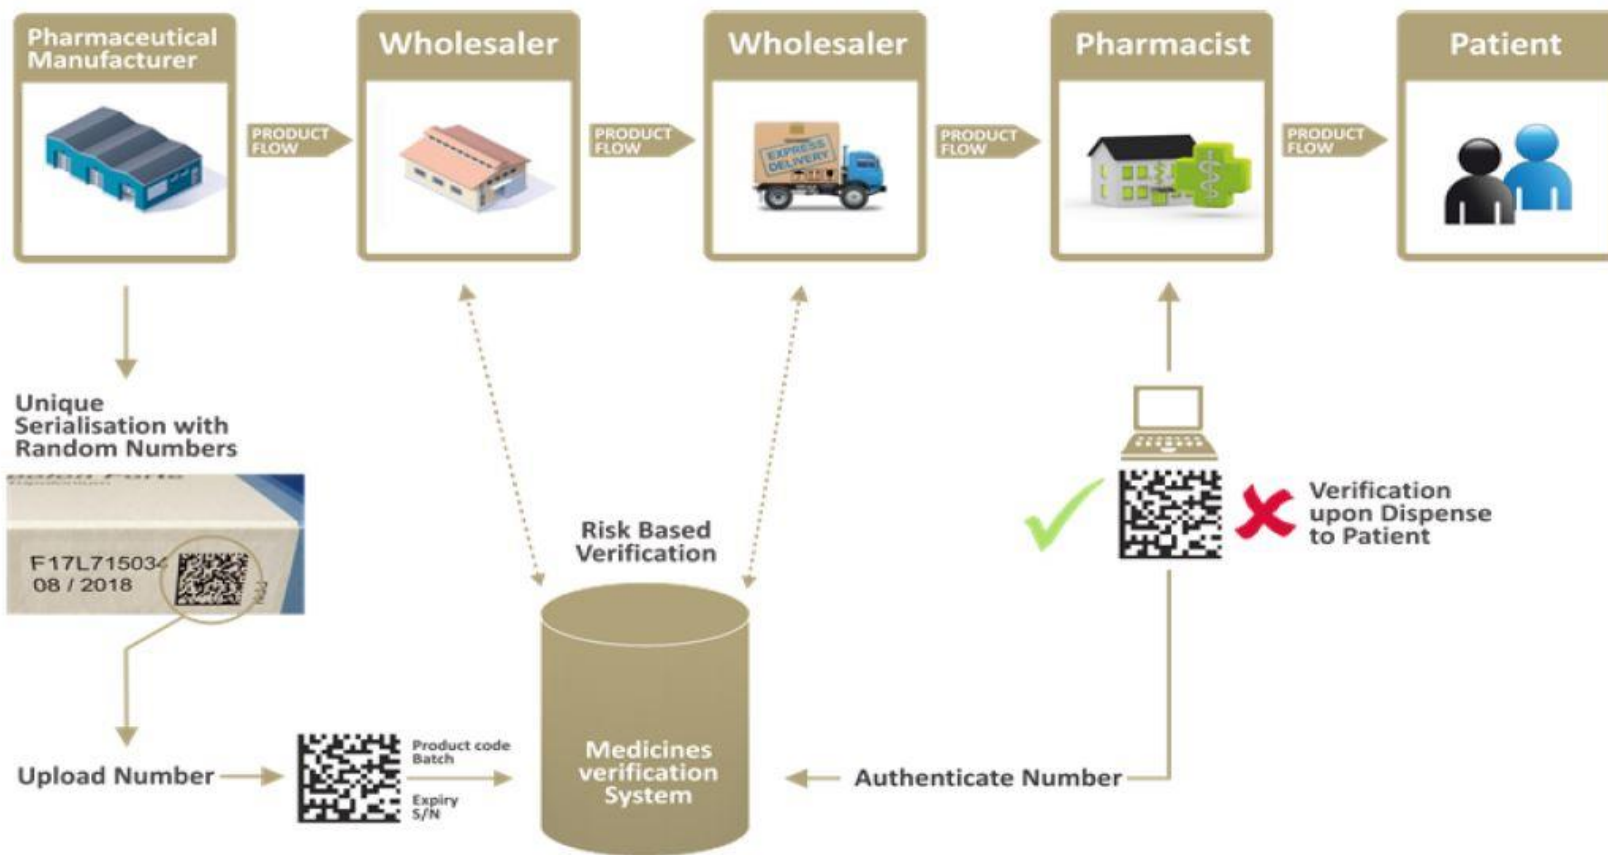 Pharmaceutical
Manufacturer
Wholesaler
Wholesaler
Pharmacist
Patient
PRODUCT
FLOW
PRODUCT
FLOW
EXPRESS
DELIVERY
PRODUCT
FLOW
PRODUCT
FLOW
Unique
Serialisation with
Random Numbers
F17L715034
08 / 2018
Risk Based
Verification
Verification
upon Dispense
to Patient
Upload Number
Product code
Batch
Expiry
S/N
Medicines
verification
System
Authenticate Number